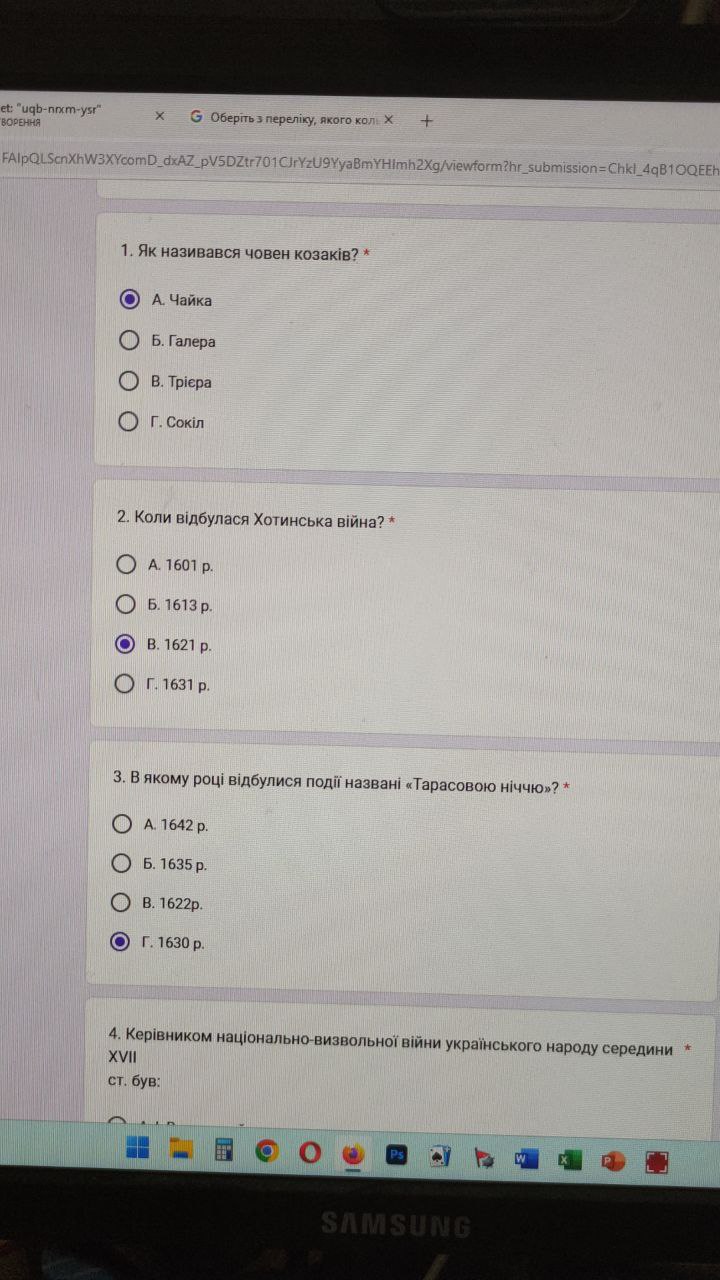 et: "uqb-nrxm-ysr"
ВОРЕННЯ
Оберіть з переліку, якого кол
FAIpQLScnXhW3XYcomD_dxAZ_pV5DZtr701CJrYzU9YyaBmYHImh2Xg/viewform?hr_submission=ChkI_4qB1OQEEh
1. Як називався човен козаків? *
А. Чайка
Б. Галера
В. Трієра
Г. Сокіл
2. Коли відбулася Хотинська війна? *
А. 1601 р.
Б. 1613 р.
В. 1621 р.
Г. 1631 р.
3. В якому році відбулися події названі «Тарасовою ніччю»? *
А. 1642 р.
Б. 1635 р.
В. 1622р.
Г. 1630 р.
4. Керівником національно-визвольної війни українського народу середини *
XVII
ст. був:
Ps
W
X
P
SAMSUNG